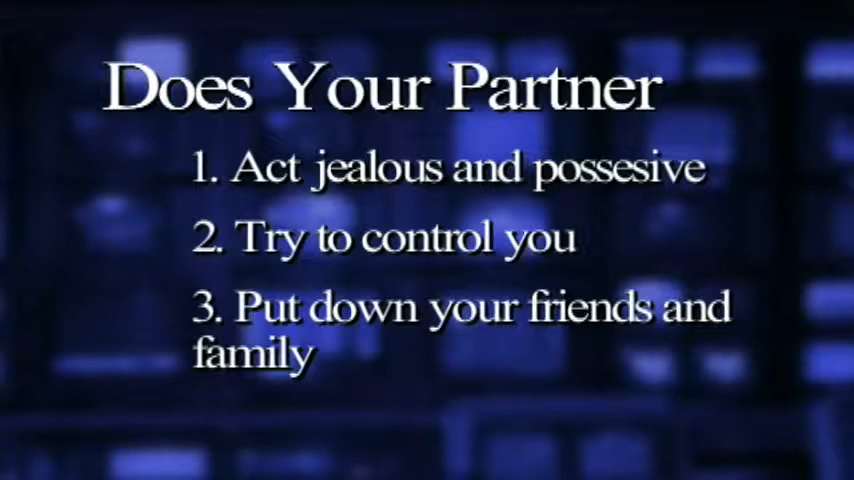 Does Your Partner
1. Act jealous and possesive
2. Try to control you
3. Put down your friends and
family